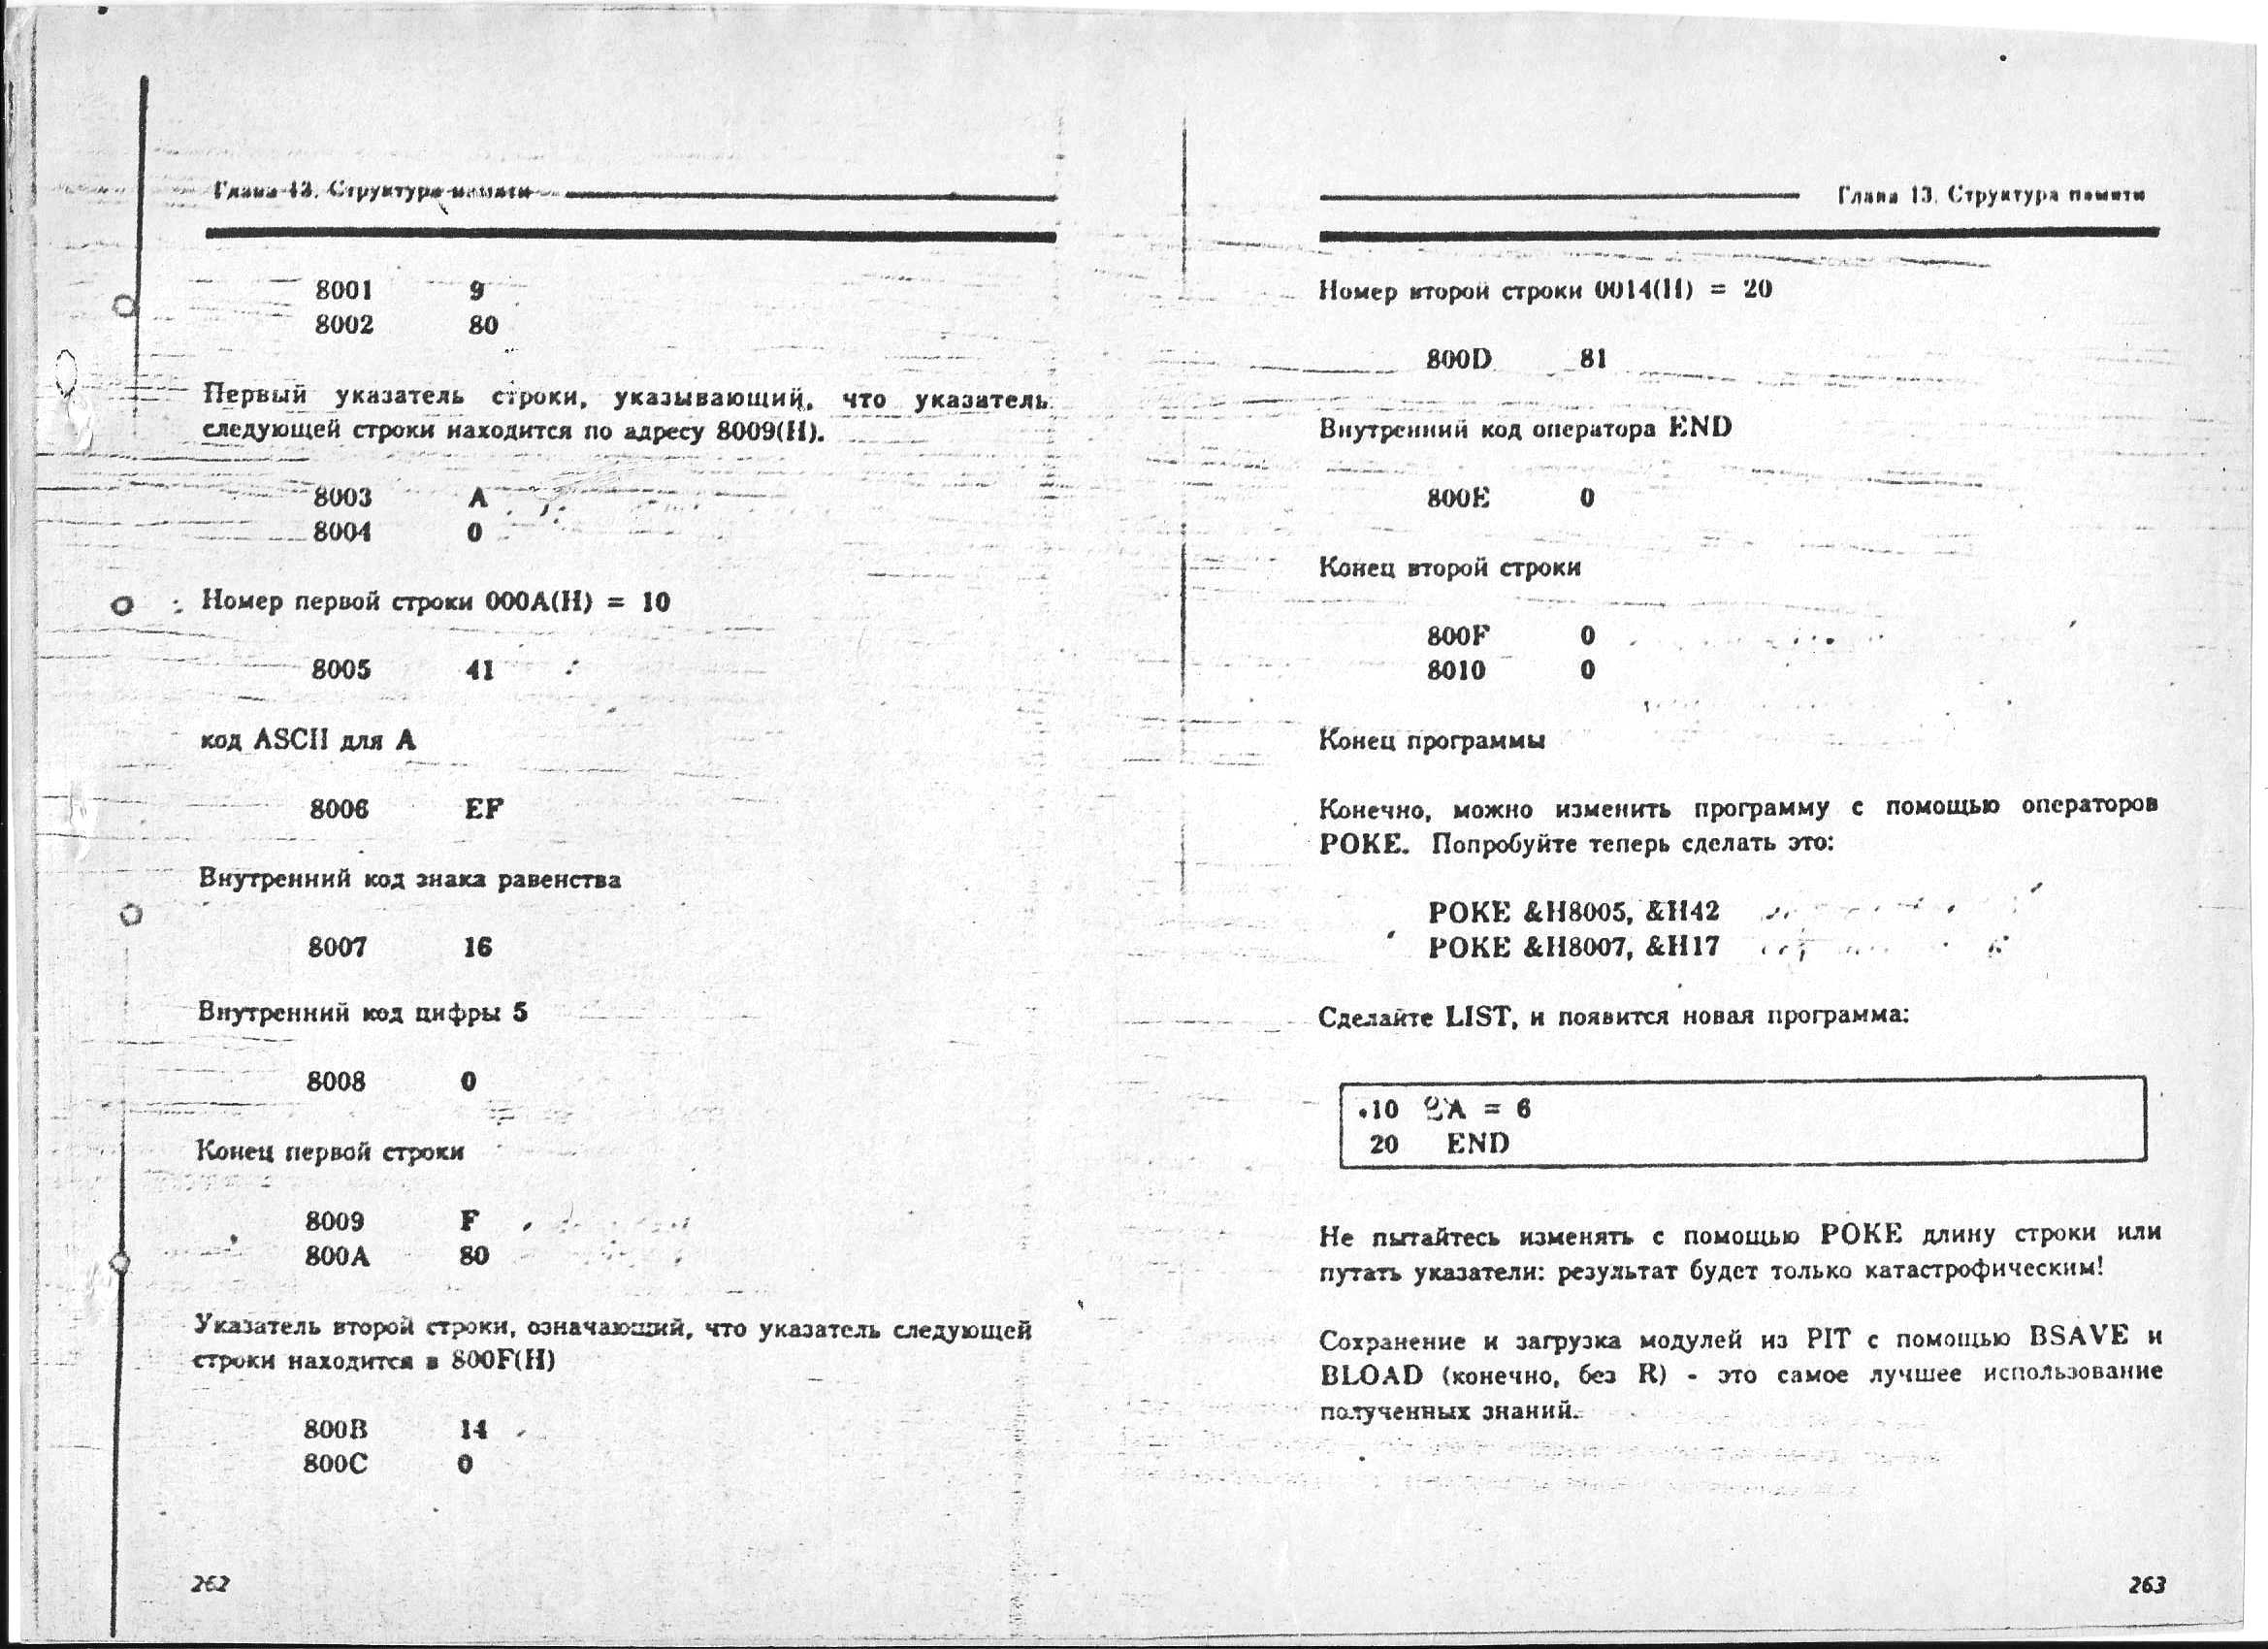 Глава 13. Структура памяти
8001 9
8002 80
Первый указатель строки, указывающий, что указатель
следующей строки находится по адресу 8009(H).
8003 A
8004 0
Номер первой строки 000A(H) = 10
8005 41
код ASCII для A
8006 EF
Внутренний код знака равенства
8007 16
Внутренний код цифры 5
8008 0
Конец первой строки
8009 F
800A 80
Указатель второй строки, означающий, что указатель следующей
строки находится в 800F(H)
800B 14
800C 0
262
Глава 13. Структура памяти
Номер второй строки 0014(H) = 20
800D 81
Внутренний код оператора END
800E 0
Конец второй строки
800F 0
8010 0
Конец программы
Конечно, можно изменить программу с помощью операторов
POKE. Попробуйте теперь сделать это:
POKE &H8005, &H42
POKE &H8007, &H17
Сделайте LIST, и появится новая программа:
10 A = 6
20 END
Не пытайтесь изменять с помощью POKE длину строки или
путать указатели: результат будет только катастрофическим!
Сохранение и загрузка модулей из PIT с помощью BSAVE и
BLOAD (конечно, без R) - это самое лучшее использование
полученных знаний.
263